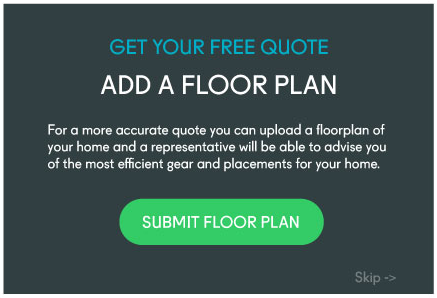 GET YOUR FREE QUOTE
ADD A FLOOR PLAN
For a more accurate quote you can upload a floorplan of
your home and a representative will be able to advise you
of the most efficient gear and placements for your home.
SUBMIT FLOOR PLAN
Skip ->